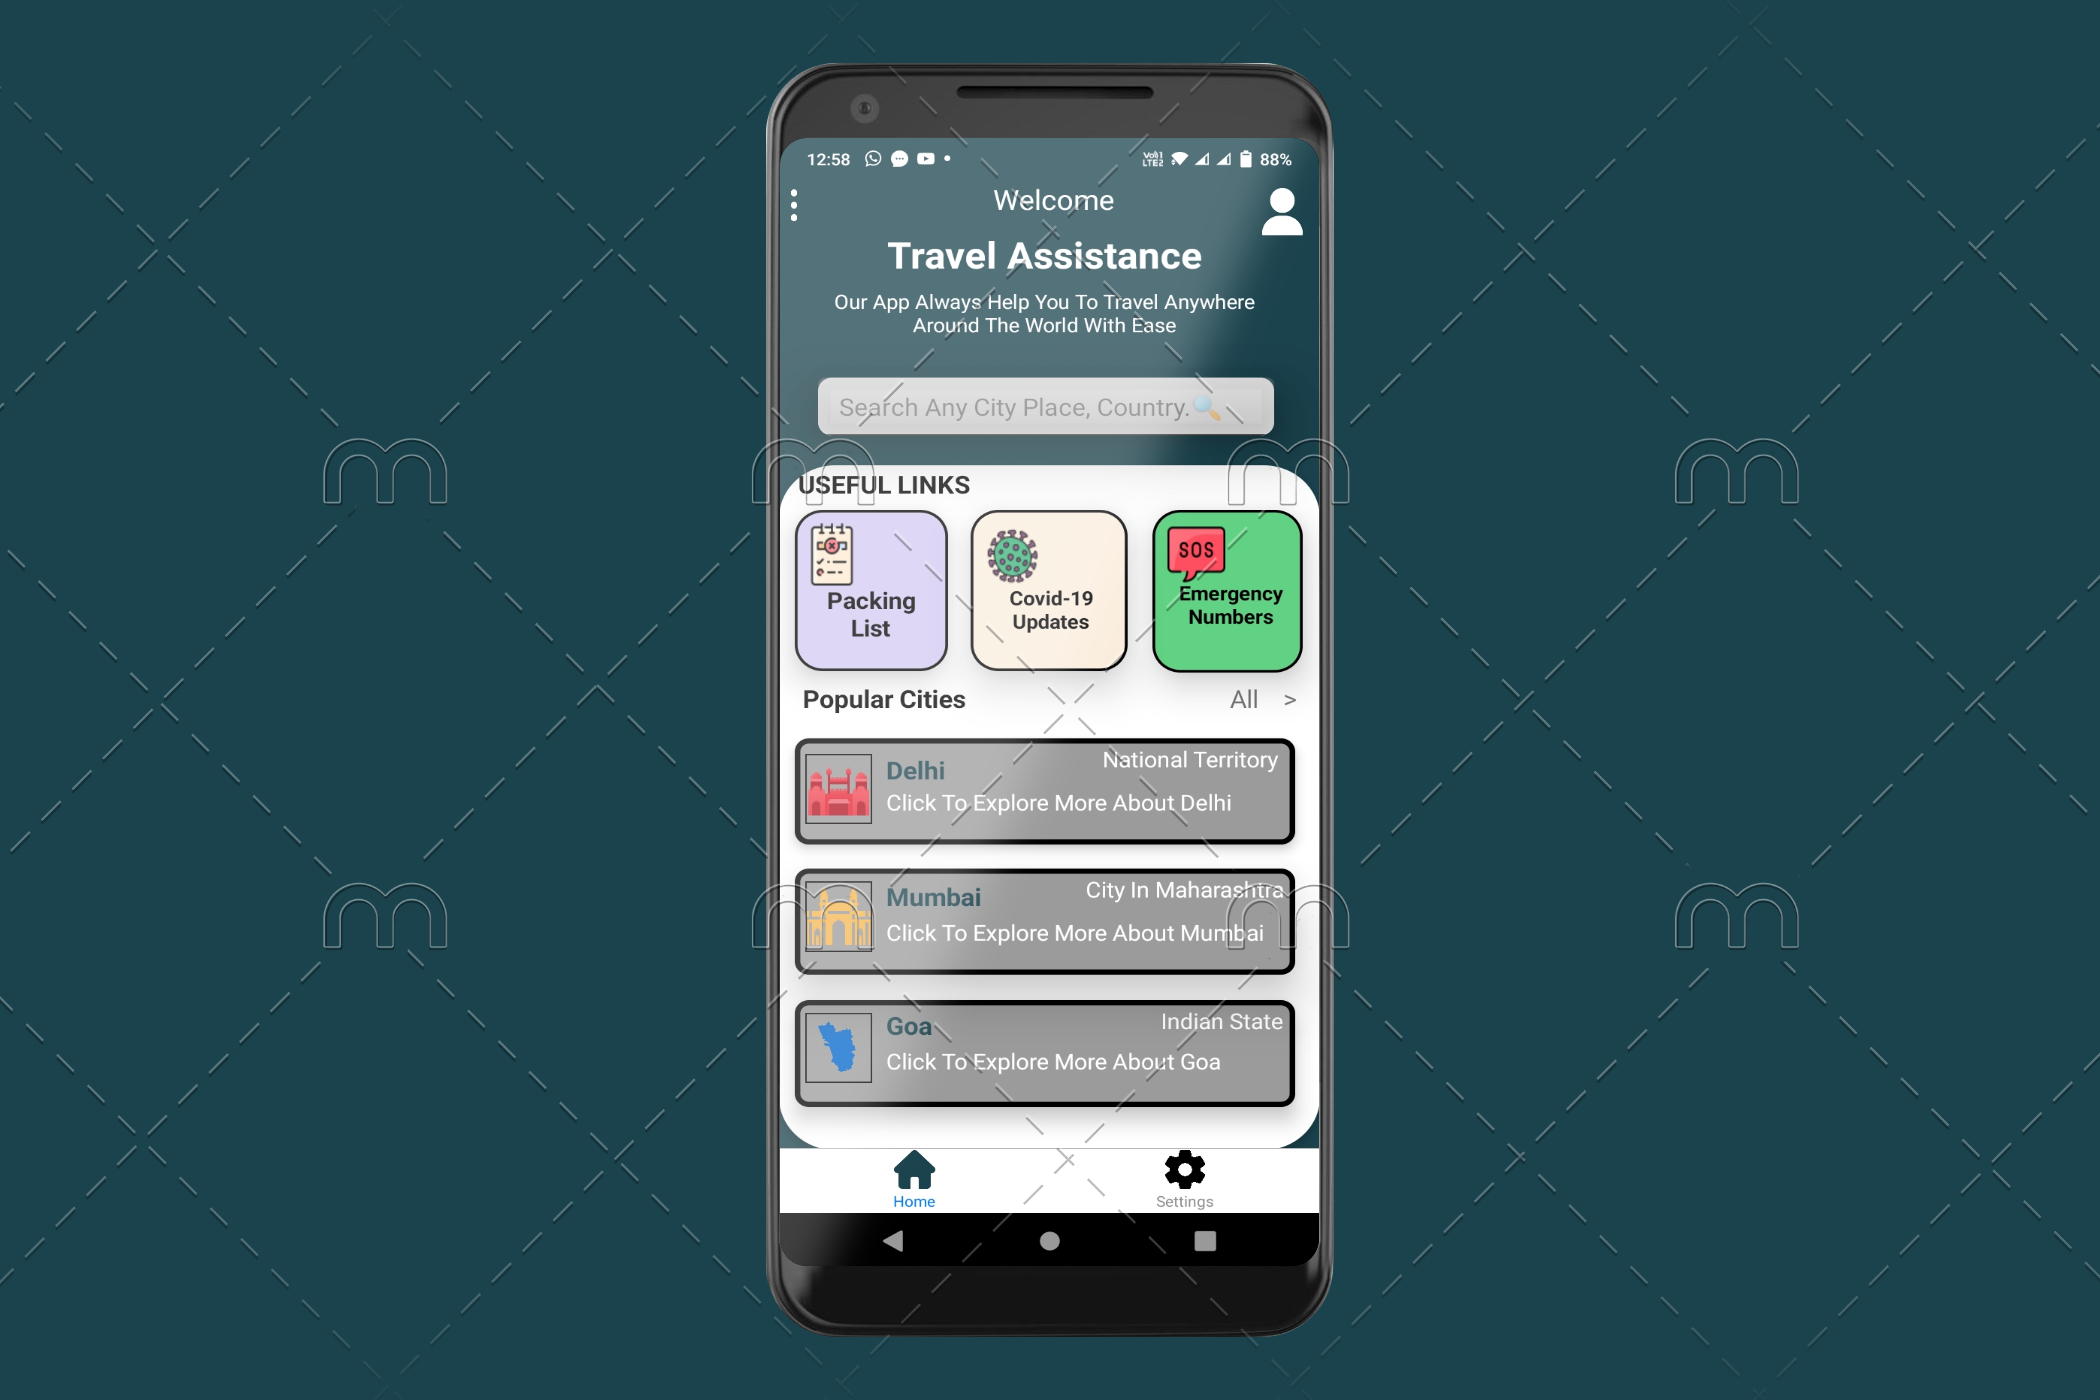 12:58
Vo))1
LTE2
88%
Welcome
Travel Assistance
Our App Always Help You To Travel Anywhere
Around The World With Ease
Search Any City Place, Country.
USEFUL LINKS
Packing
List
Covid-19
Updates
SOS
Emergency
Numbers
Popular Cities
All >
Delhi
National Territory
Click To Explore More About Delhi
Mumbai
City In Maharashtra
Click To Explore More About Mumbai
Goa
Indian State
Click To Explore More About Goa
Home
Settings
m
m
m
m
m
m
m
m